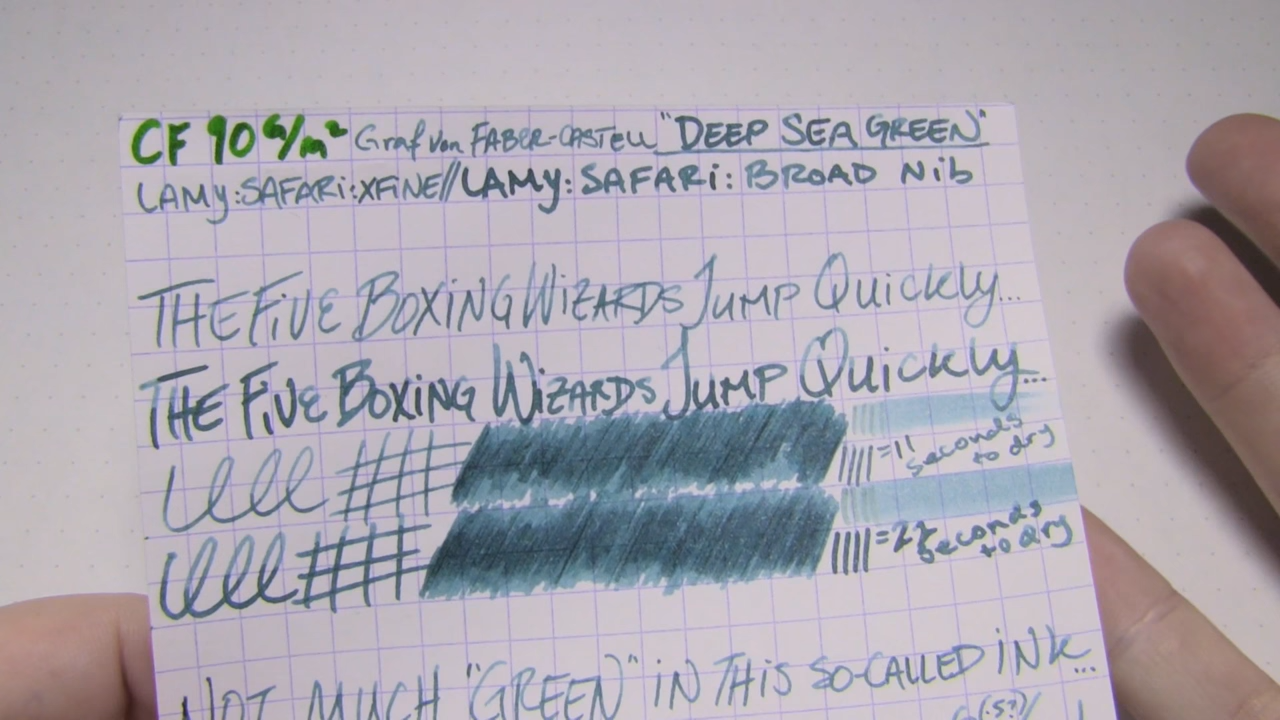 CF 90 G/m² Graf von FABER-CASTELL "DEEP SEA GREEN"
LAMY:SAFARI:XFINE//LAMY:SAFARI:BROAD NiB
THE FiVE BOXiNG WiZARDS JUMP QuickLy...
THE FiVE BOXiNG WiZARDS JUMP QuickLy...
=11 seconds to dry
=22 seconds to dry
NOT MUCH "GREEN" iN THiS SO-CALLED iNK...